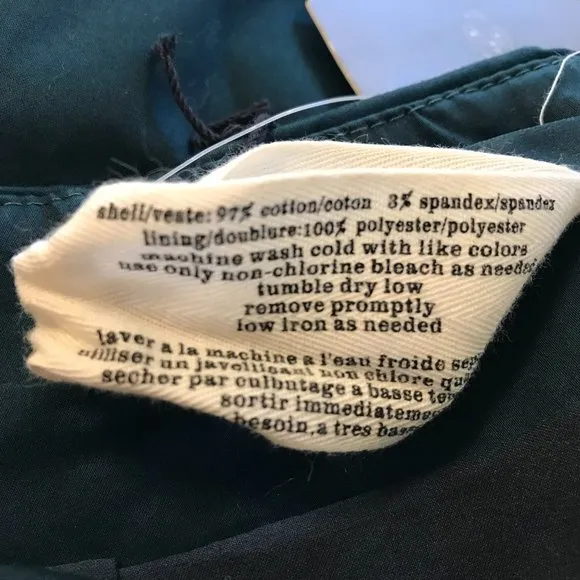 shell/veste: 97% cotton/coton 3% spandex/spandex
lining/doublure:100% polyester/polyester
machine wash cold with like colors
use only non-chlorine bleach as needed
tumble dry low
remove promptly
low iron as needed
laver a la machine a l'eau froide
utiliser un javellisant non chlore
secher par culbutage a basse
sortir
besoin, a tres